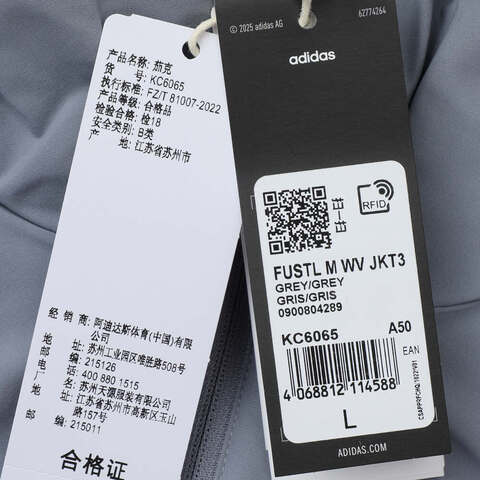 产品名称: 茄克
货 号: KC6065
执行标准: FZ/T 81007-2022
产品等级: 合格品
检验合格: 检18
安全类别: B类
产 地: 江苏省苏州市
经 销 商: 阿迪达斯体育(中国)有限公司
地 址: 苏州工业园区唯胜路508号
邮 编: 215126
电 话: 400 880 1515
制 造 商: 苏州天源服装有限公司
地 址: 江苏省苏州市高新区玉山路167号
邮 编: 215011
合格证
© 2025 adidas AG
6Z774264
adidas
RFID
FUSTL M WV JKT3
GREY/GREY
GRIS/GRIS
0900804289
KC6065 A50
EAN
4 068812 114588
L
ADIDAS.COM